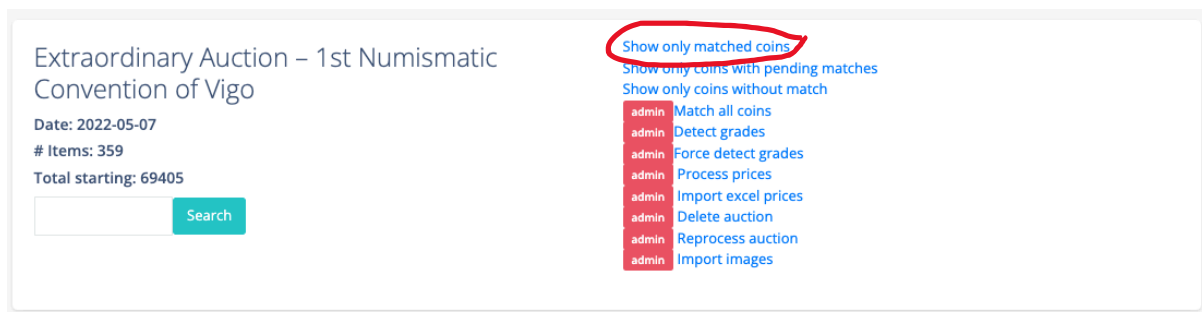 Extraordinary Auction – 1st Numismatic
Convention of Vigo
Date: 2022-05-07
# Items: 359
Total starting: 69405
Search
Show only matched coins
Show only coins with pending matches
Show only coins without match
admin Match all coins
admin Detect grades
admin Force detect grades
admin Process prices
admin Import excel prices
admin Delete auction
admin Reprocess auction
admin Import images